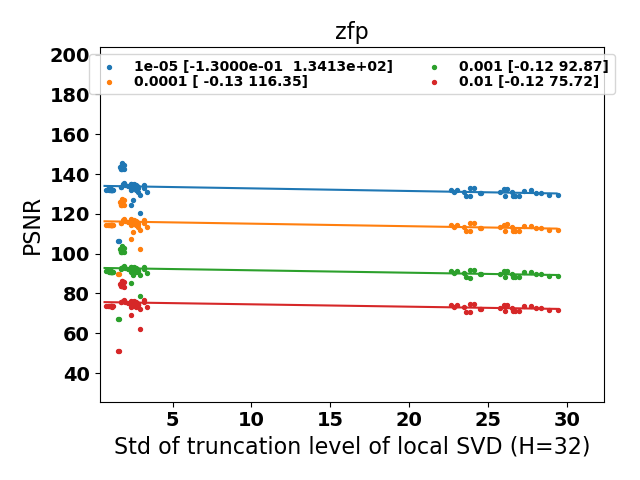 zfp
1e-05 [-1.3000e-01  1.3413e+02]
0.0001 [ -0.13 116.35]
0.001 [-0.12 92.87]
0.01 [-0.12 75.72]
200
180
160
140
120
100
80
60
40
PSNR
5 10 15 20 25 30
Std of truncation level of local SVD (H=32)